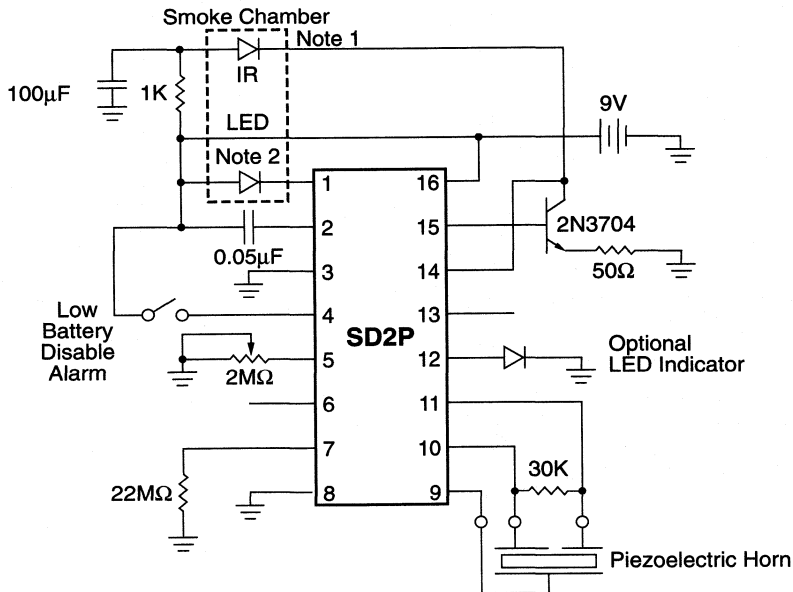 Smoke Chamber
Note 1
IR
100µF
1K
9V
LED
Note 2
1
16
2
15
2N3704
0.05µF
3
14
50Ω
Low
Battery
Disable
Alarm
4
13
SD2P
5
12
Optional
LED Indicator
2MΩ
6
11
7
10
30K
22MΩ
8
9
Piezoelectric Horn